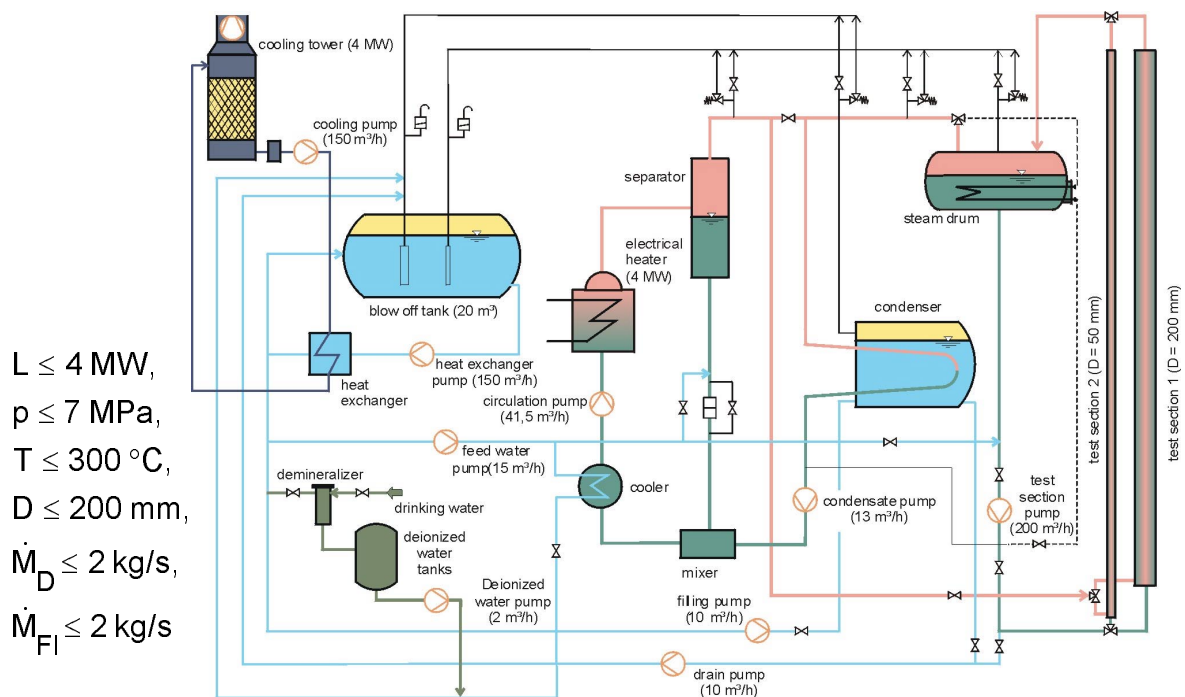 cooling tower (4 MW)
cooling pump
(150 m³/h)
separator
steam drum
electrical
heater
(4 MW)
blow off tank (20 m³)
condenser
L ≤ 4 MW,
p ≤ 7 MPa,
T ≤ 300 °C,
D ≤ 200 mm,
Ṁ_D ≤ 2 kg/s,
Ṁ_Fl ≤ 2 kg/s
heat
exchanger
heat exchanger
pump (150 m³/h)
circulation pump
(41,5 m³/h)
feed water
pump(15 m³/h)
demineralizer
drinking water
cooler
condensate pump
(13 m³/h)
test
section
pump
(200 m³/h)
deionized
water
tanks
mixer
Deionized
water pump
(2 m³/h)
filling pump
(10 m³/h)
drain pump
(10 m³/h)
test section 2 (D = 50 mm)
test section 1 (D = 200 mm)